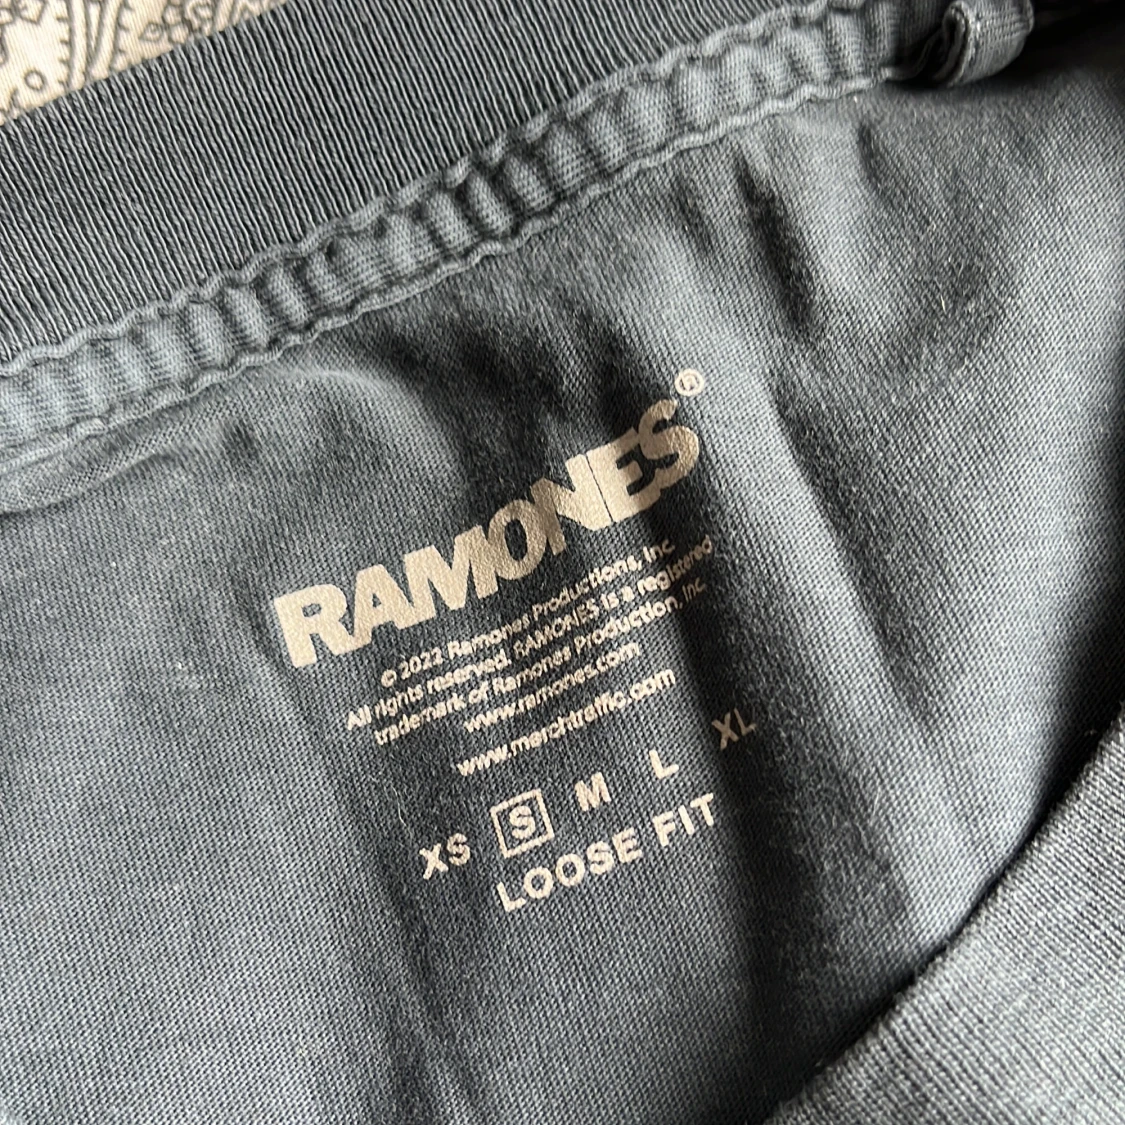 RAMONES®
© 2022 Ramones Productions, Inc
All rights reserved. RAMONES is a registered
trademark of Ramones Production, Inc
www.ramones.com
www.merchtraffic.com
XS S M L XL
LOOSE FIT